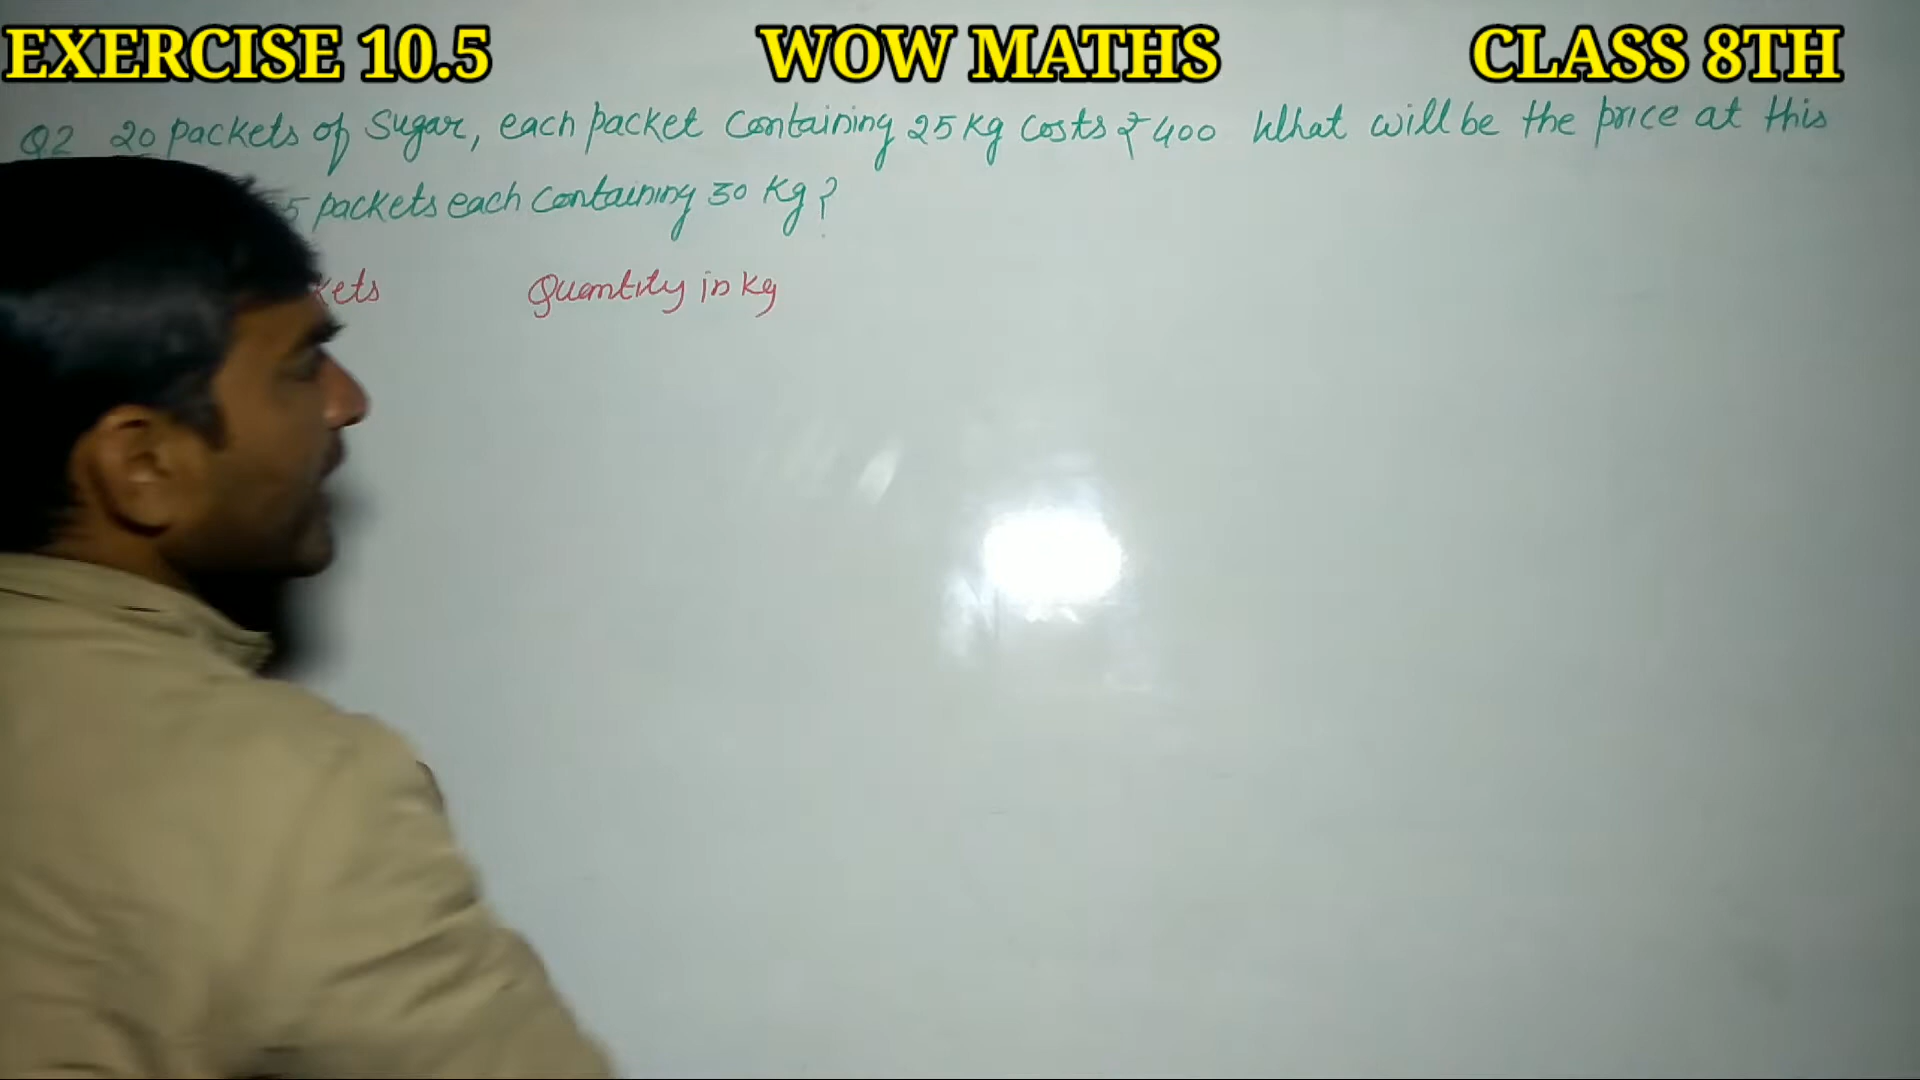 EXERCISE 10.5 WOW MATHS CLASS 8TH
Q2 20 packets of Sugar, each packet containing 25 kg costs ₹ 400 What will be the price at this
5 packets each containing 30 kg?
kets Quantity in kg